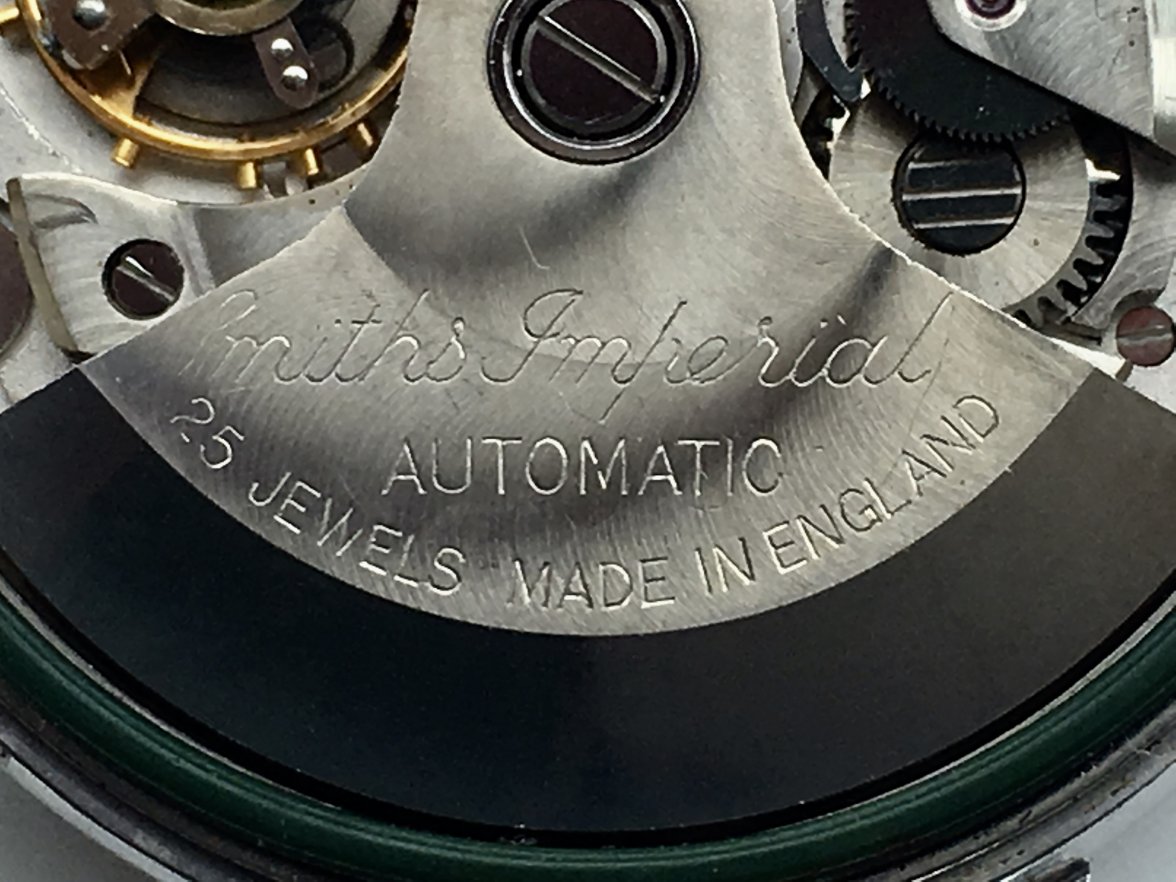 Smiths Imperial
AUTOMATIC
25 JEWELS MADE IN ENGLAND